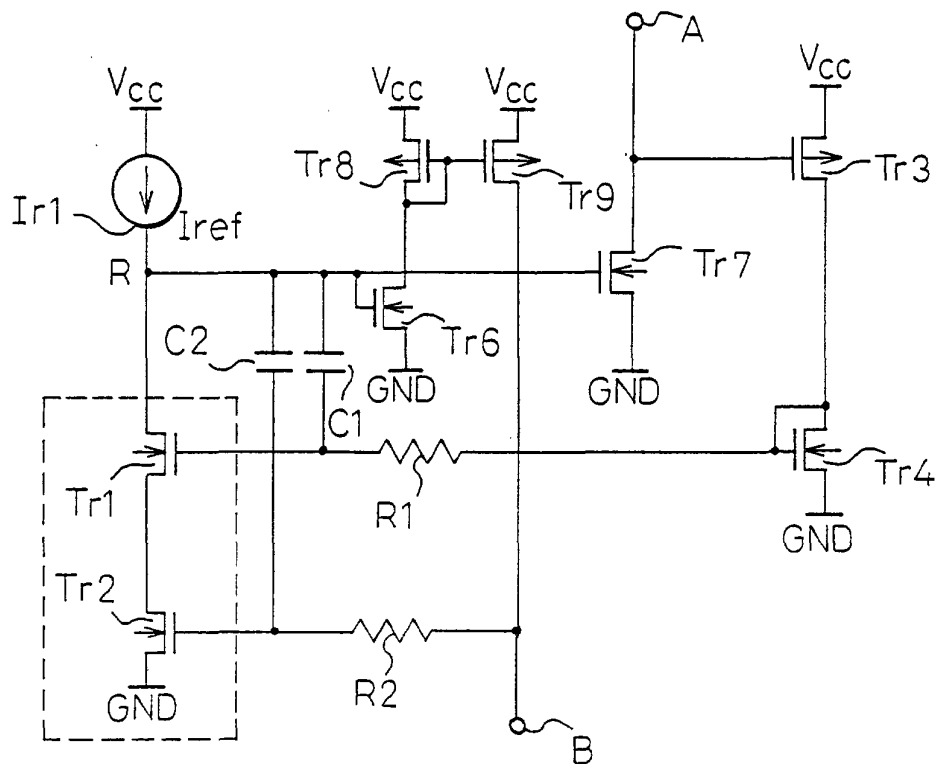 A
VCC
VCC
VCC
VCC
Tr8
Tr9
Tr3
Ir1
Iref
R
Tr7
C2
Tr6
GND
C1
GND
Tr1
R1
Tr4
GND
Tr2
R2
GND
B